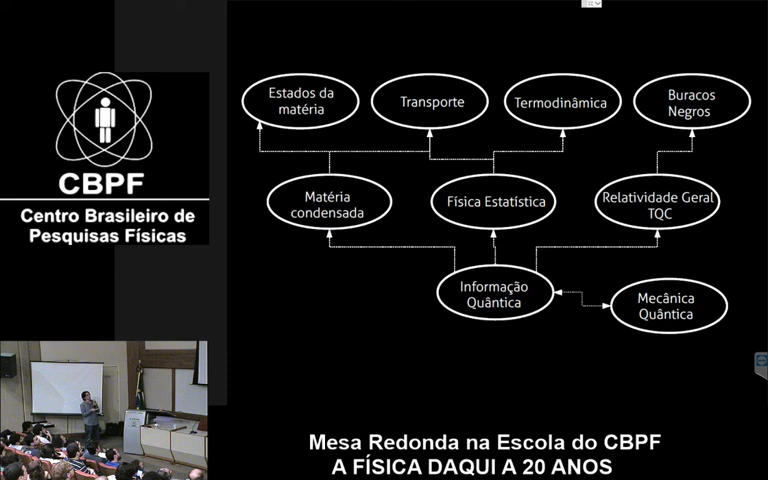 Estados da
matéria
Transporte
Termodinâmica
Buracos
Negros
CBPF
Centro Brasileiro de
Pesquisas Físicas
Matéria
condensada
Física Estatística
Relatividade Geral
TQC
Informação
Quântica
Mecânica
Quântica
Mesa Redonda na Escola do CBPF
A FÍSICA DAQUI A 20 ANOS